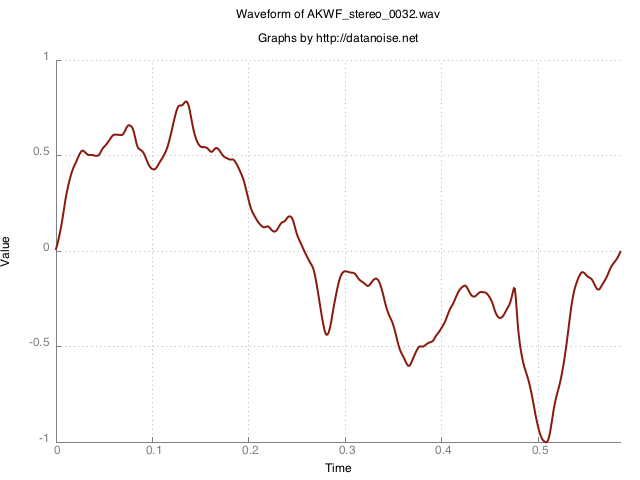 Waveform of AKWF_stereo_0032.wav
Graphs by http://datanoise.net
1
0.5
0
-0.5
-1
Value
0
0.1
0.2
0.3
0.4
0.5
Time